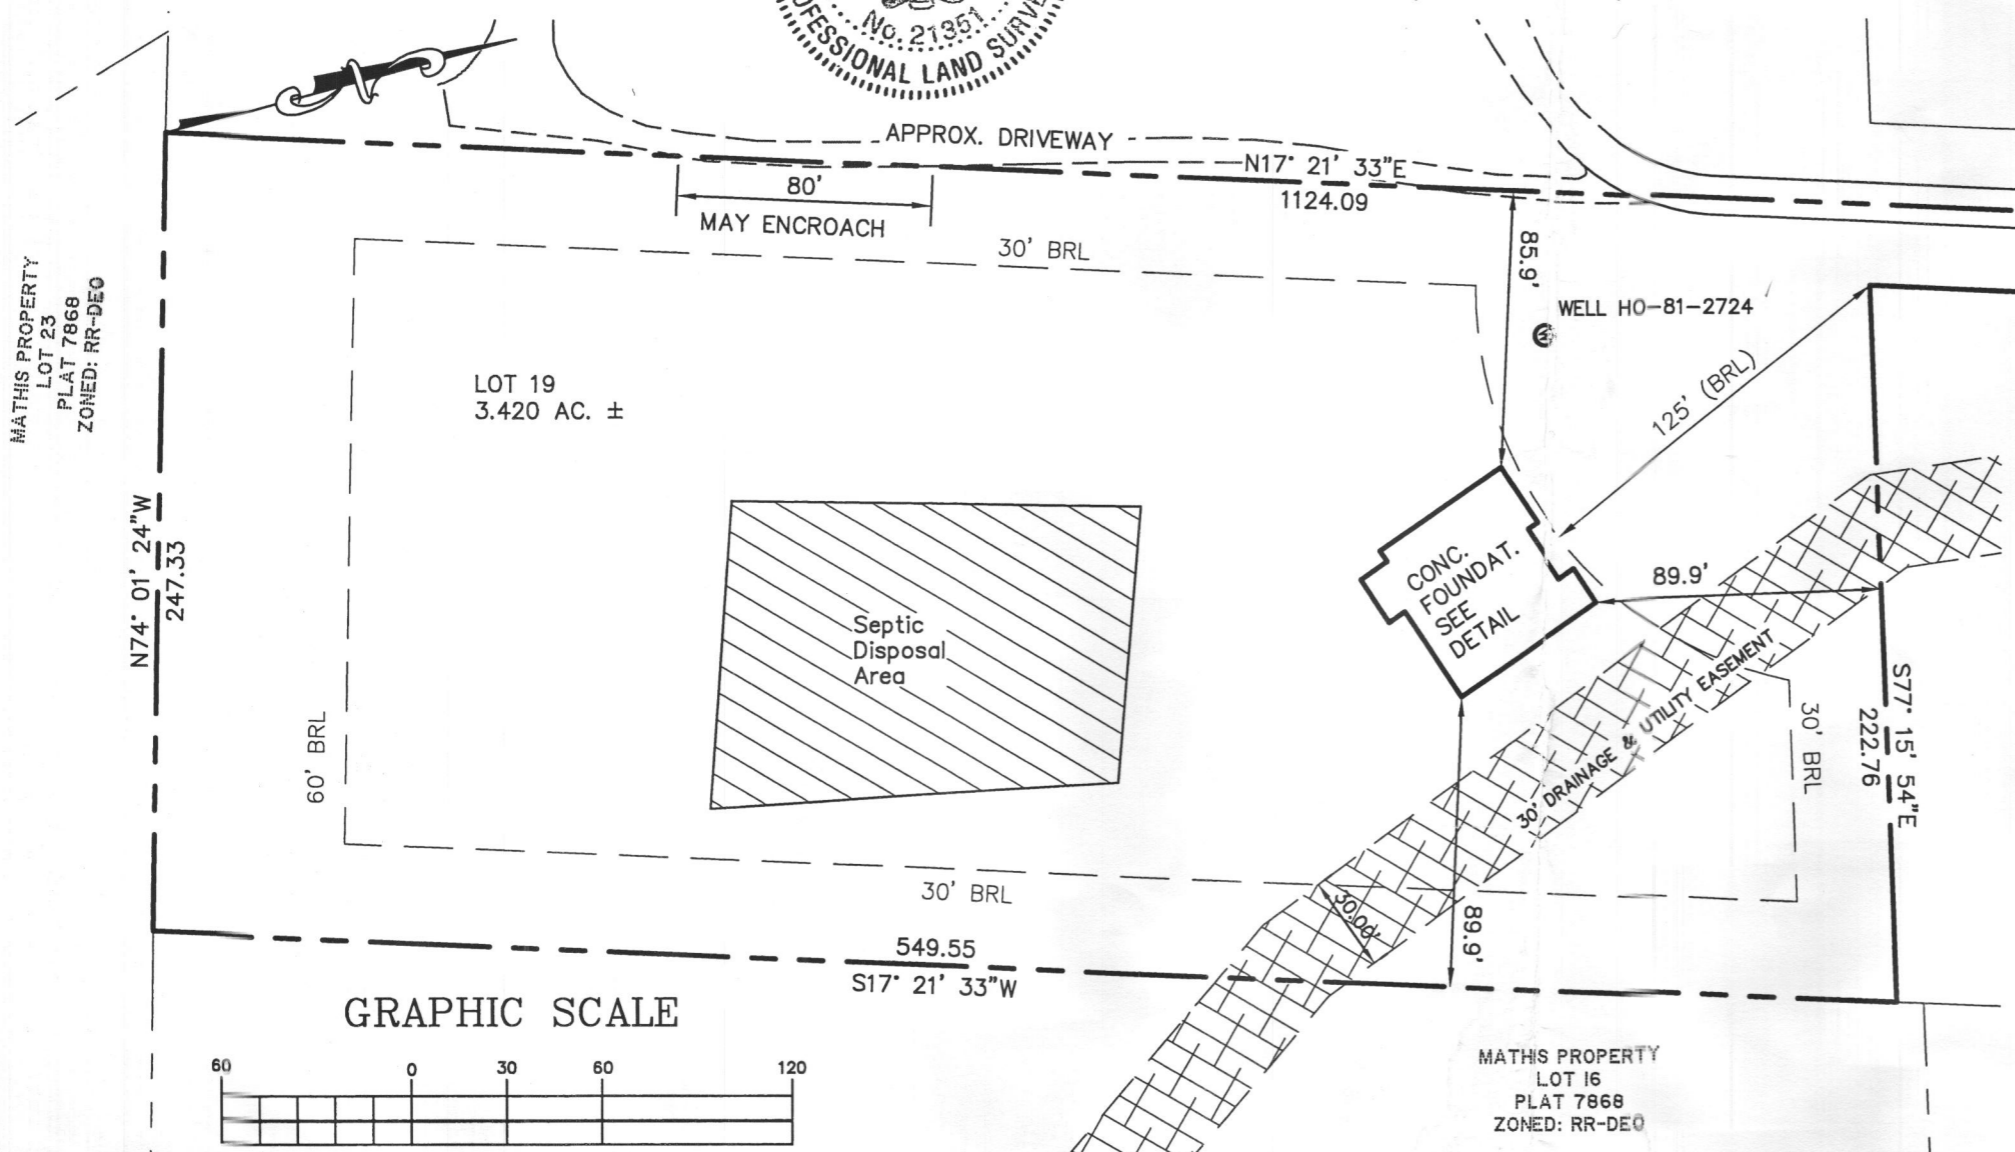 No. 21351
PROFESSIONAL LAND SURVE
APPROX. DRIVEWAY
N17° 21' 33"E
1124.09
80'
MAY ENCROACH
30' BRL
85.9'
WELL HO-81-2724
125' (BRL)
MATHIS PROPERTY
LOT 23
PLAT 7868
ZONED: RR-DEO
LOT 19
3.420 AC. ±
N74° 01' 24"W
247.33
CONC.
FOUNDAT.
SEE
DETAIL
89.9'
Septic
Disposal
Area
60' BRL
30' DRAINAGE & UTILITY EASEMENT
S77° 15' 54"E
222.76
30' BRL
30' BRL
30.00'
89.9'
549.55
S17° 21' 33"W
GRAPHIC SCALE
60 0 30 60 120
MATHIS PROPERTY
LOT 16
PLAT 7868
ZONED: RR-DEO